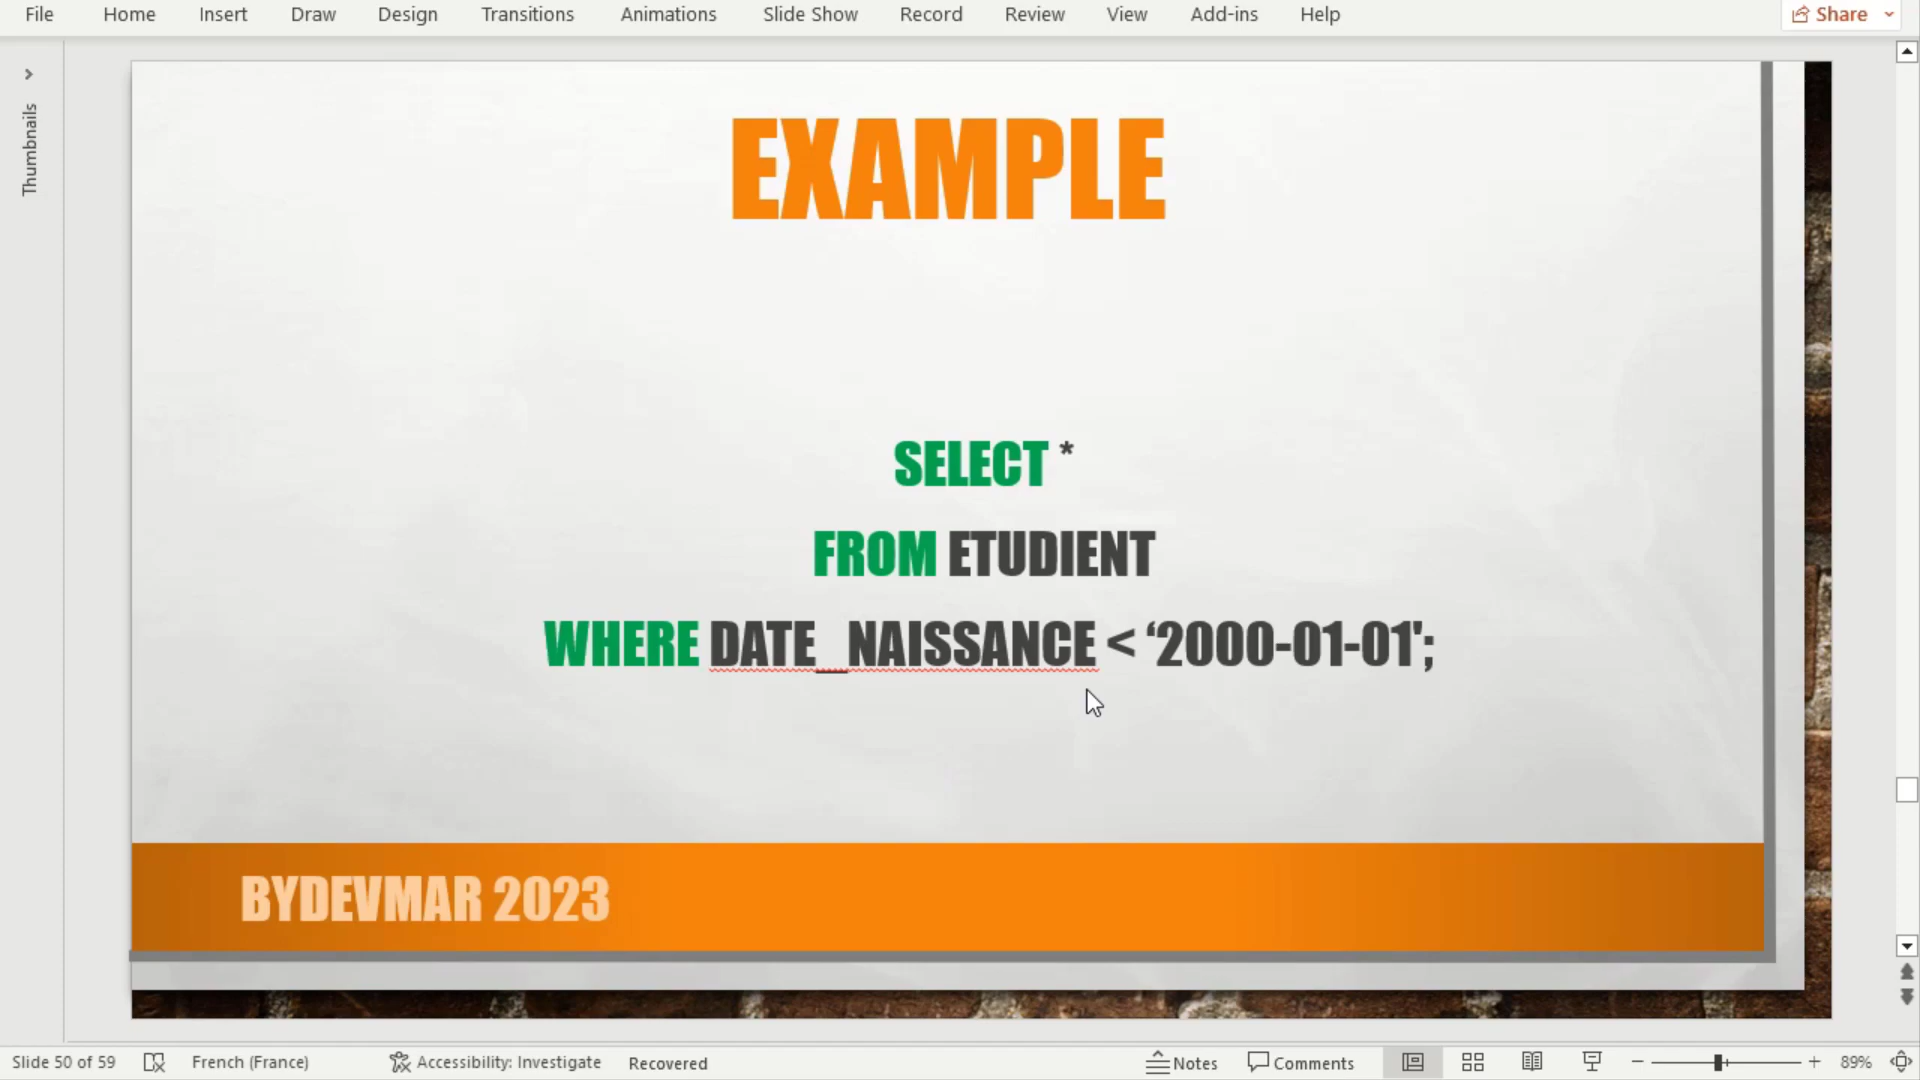 File Home Insert Draw Design Transitions Animations Slide Show Record Review View Add-ins Help Share
Thumbnails
EXAMPLE
SELECT *
FROM ETUDIENT
WHERE DATE_NAISSANCE < ‘2000-01-01';
BYDEVMAR 2023
Slide 50 of 59 French (France) Accessibility: Investigate Recovered Notes Comments 89%